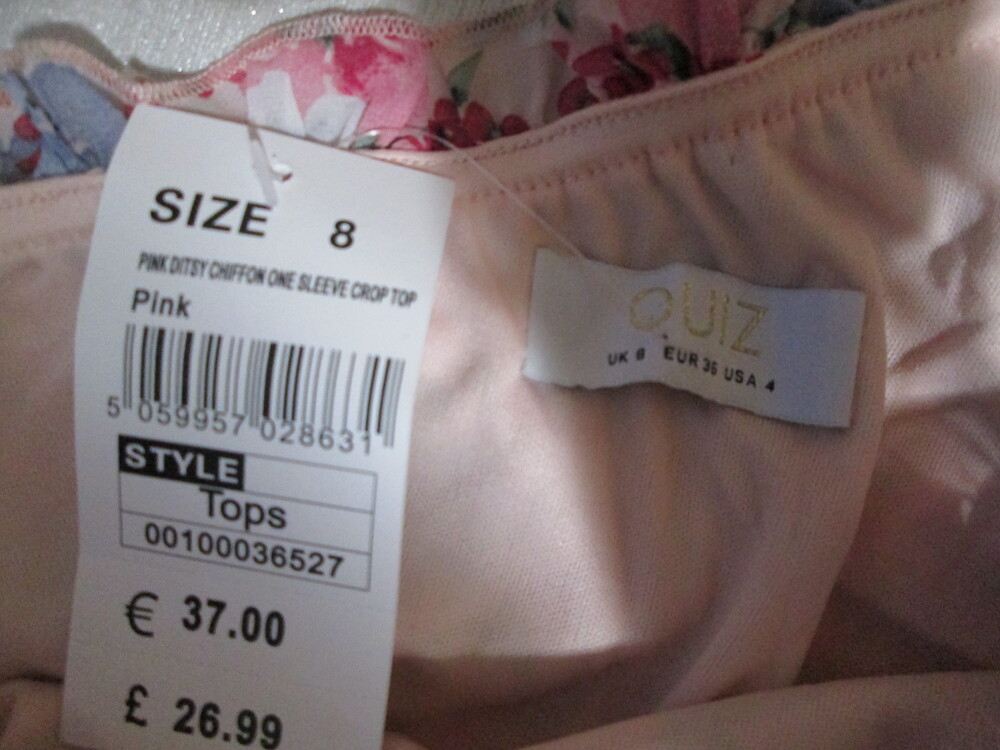 SIZE 8
PINK DITSY CHIFFON ONE SLEEVE CROP TOP
Pink
5 059957 028631
STYLE
Tops
00100036527
€ 37.00
£ 26.99
QUIZ
UK 8 EUR 36 USA 4